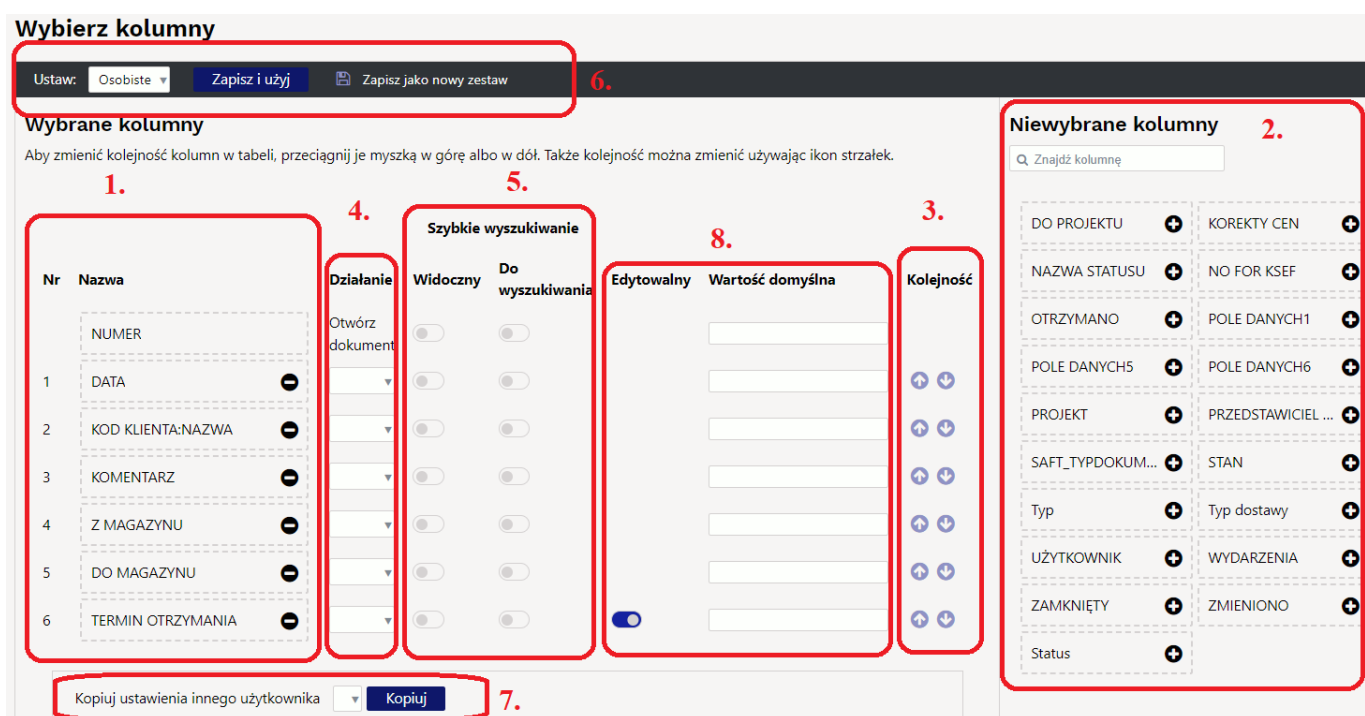 Wybierz kolumny
Ustaw: Osobiste Zapisz i użyj Zapisz jako nowy zestaw 6.
Wybrane kolumny
Aby zmienić kolejność kolumn w tabeli, przeciągnij je myszką w górę albo w dół. Także kolejność można zmienić używając ikon strzałek.
1. 5.
4. 3.
Szybkie wyszukiwanie 8.
Nr Nazwa Działanie Widoczny Do wyszukiwania Edytowalny Wartość domyślna Kolejność
NUMER Otwórz dokument
1 DATA
2 KOD KLIENTA:NAZWA
3 KOMENTARZ
4 Z MAGAZYNU
5 DO MAGAZYNU
6 TERMIN OTRZYMANIA
Kopiuj ustawienia innego użytkownika Kopiuj 7.
Niewybrane kolumny 2.
Znajdź kolumnę
DO PROJEKTU KOREKTY CEN
NAZWA STATUSU NO FOR KSEF
OTRZYMANO POLE DANYCH1
POLE DANYCH5 POLE DANYCH6
PROJEKT PRZEDSTAWICIEL ...
SAFT_TYPDOKUM... STAN
Typ Typ dostawy
UŻYTKOWNIK WYDARZENIA
ZAMKNIĘTY ZMIENIONO
Status